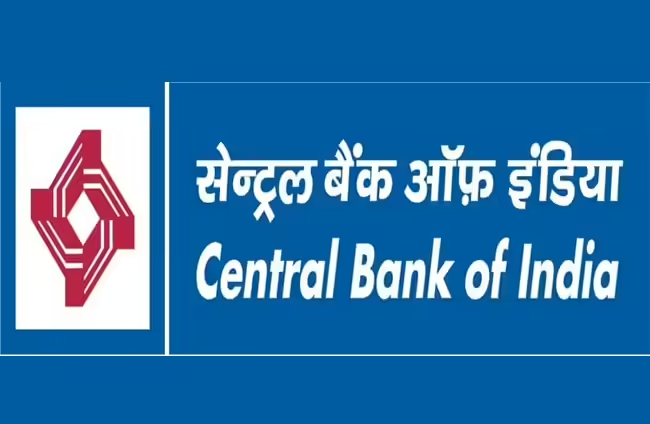 सेन्ट्रल बैंक ऑफ़ इंडिया
Central Bank of India